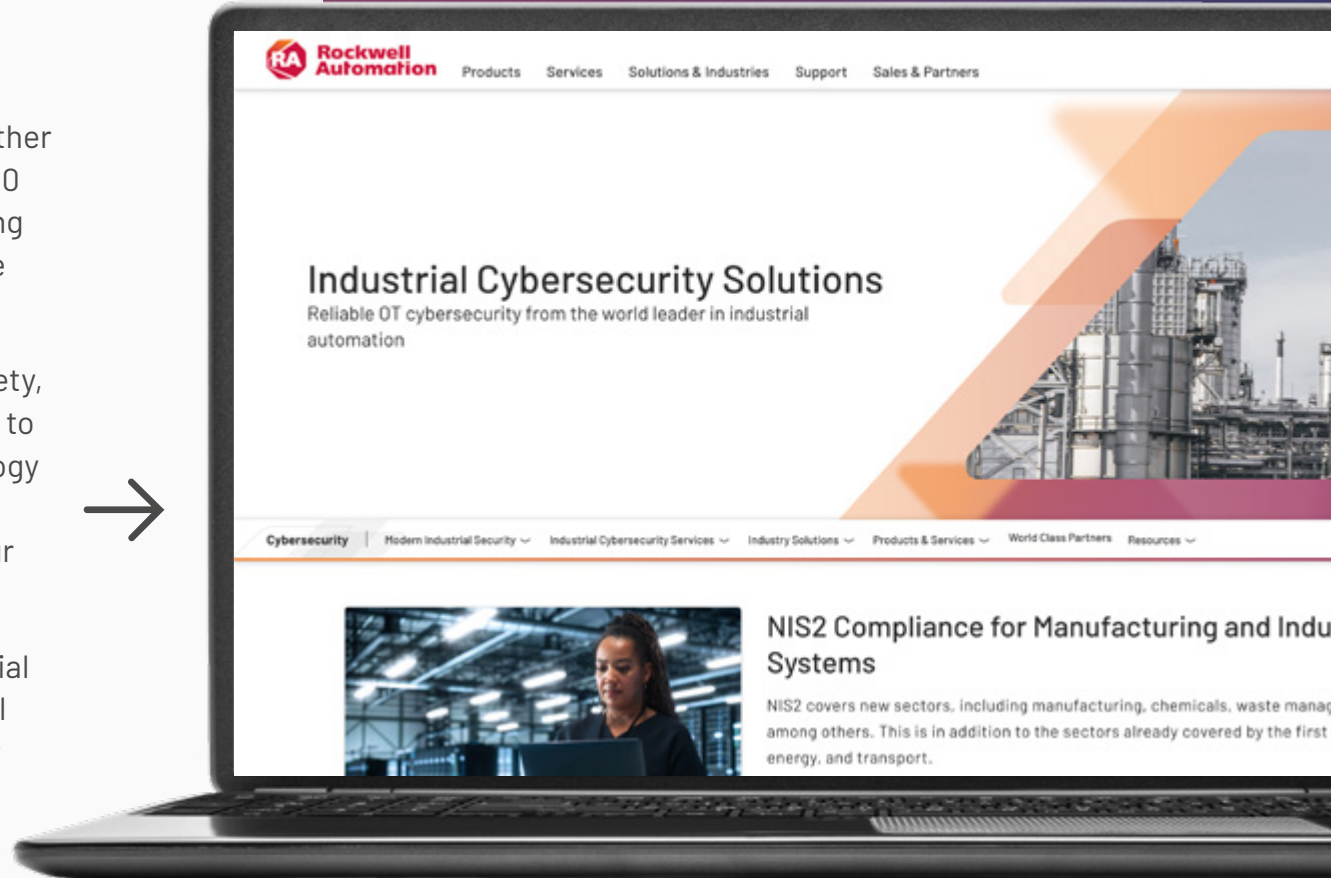 ther
0
ng
e
ety,
to
ogy
ur
ial
l
RA Rockwell
Automation
Products Services Solutions & Industries Support Sales & Partners
Industrial Cybersecurity Solutions
Reliable OT cybersecurity from the world leader in industrial
automation
Cybersecurity Modern Industrial Security Industrial Cybersecurity Services Industry Solutions Products & Services World Class Partners Resources
NIS2 Compliance for Manufacturing and Indu
Systems
NIS2 covers new sectors, including manufacturing, chemicals, waste manag
among others. This is in addition to the sectors already covered by the first
energy, and transport.